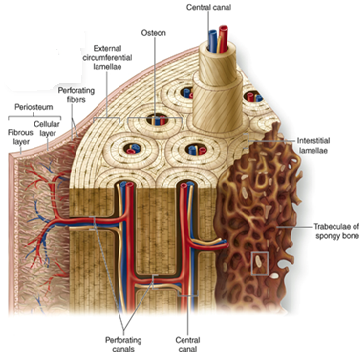 Central canal
Osteon
External
circumferential
lamellae
Perforating
fibers
Periosteum
Cellular
layer
Fibrous
layer
Interstitial
lamellae
Trabeculae of
spongy bone
Perforating
canals
Central
canal